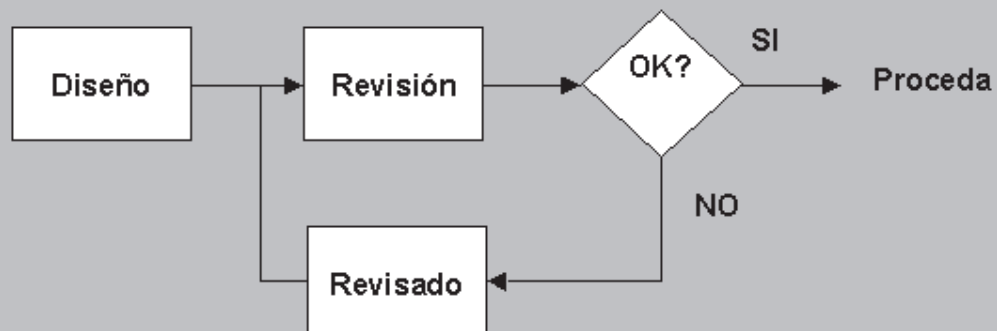 Diseño
Revisión
OK?
SI
Proceda
NO
Revisado